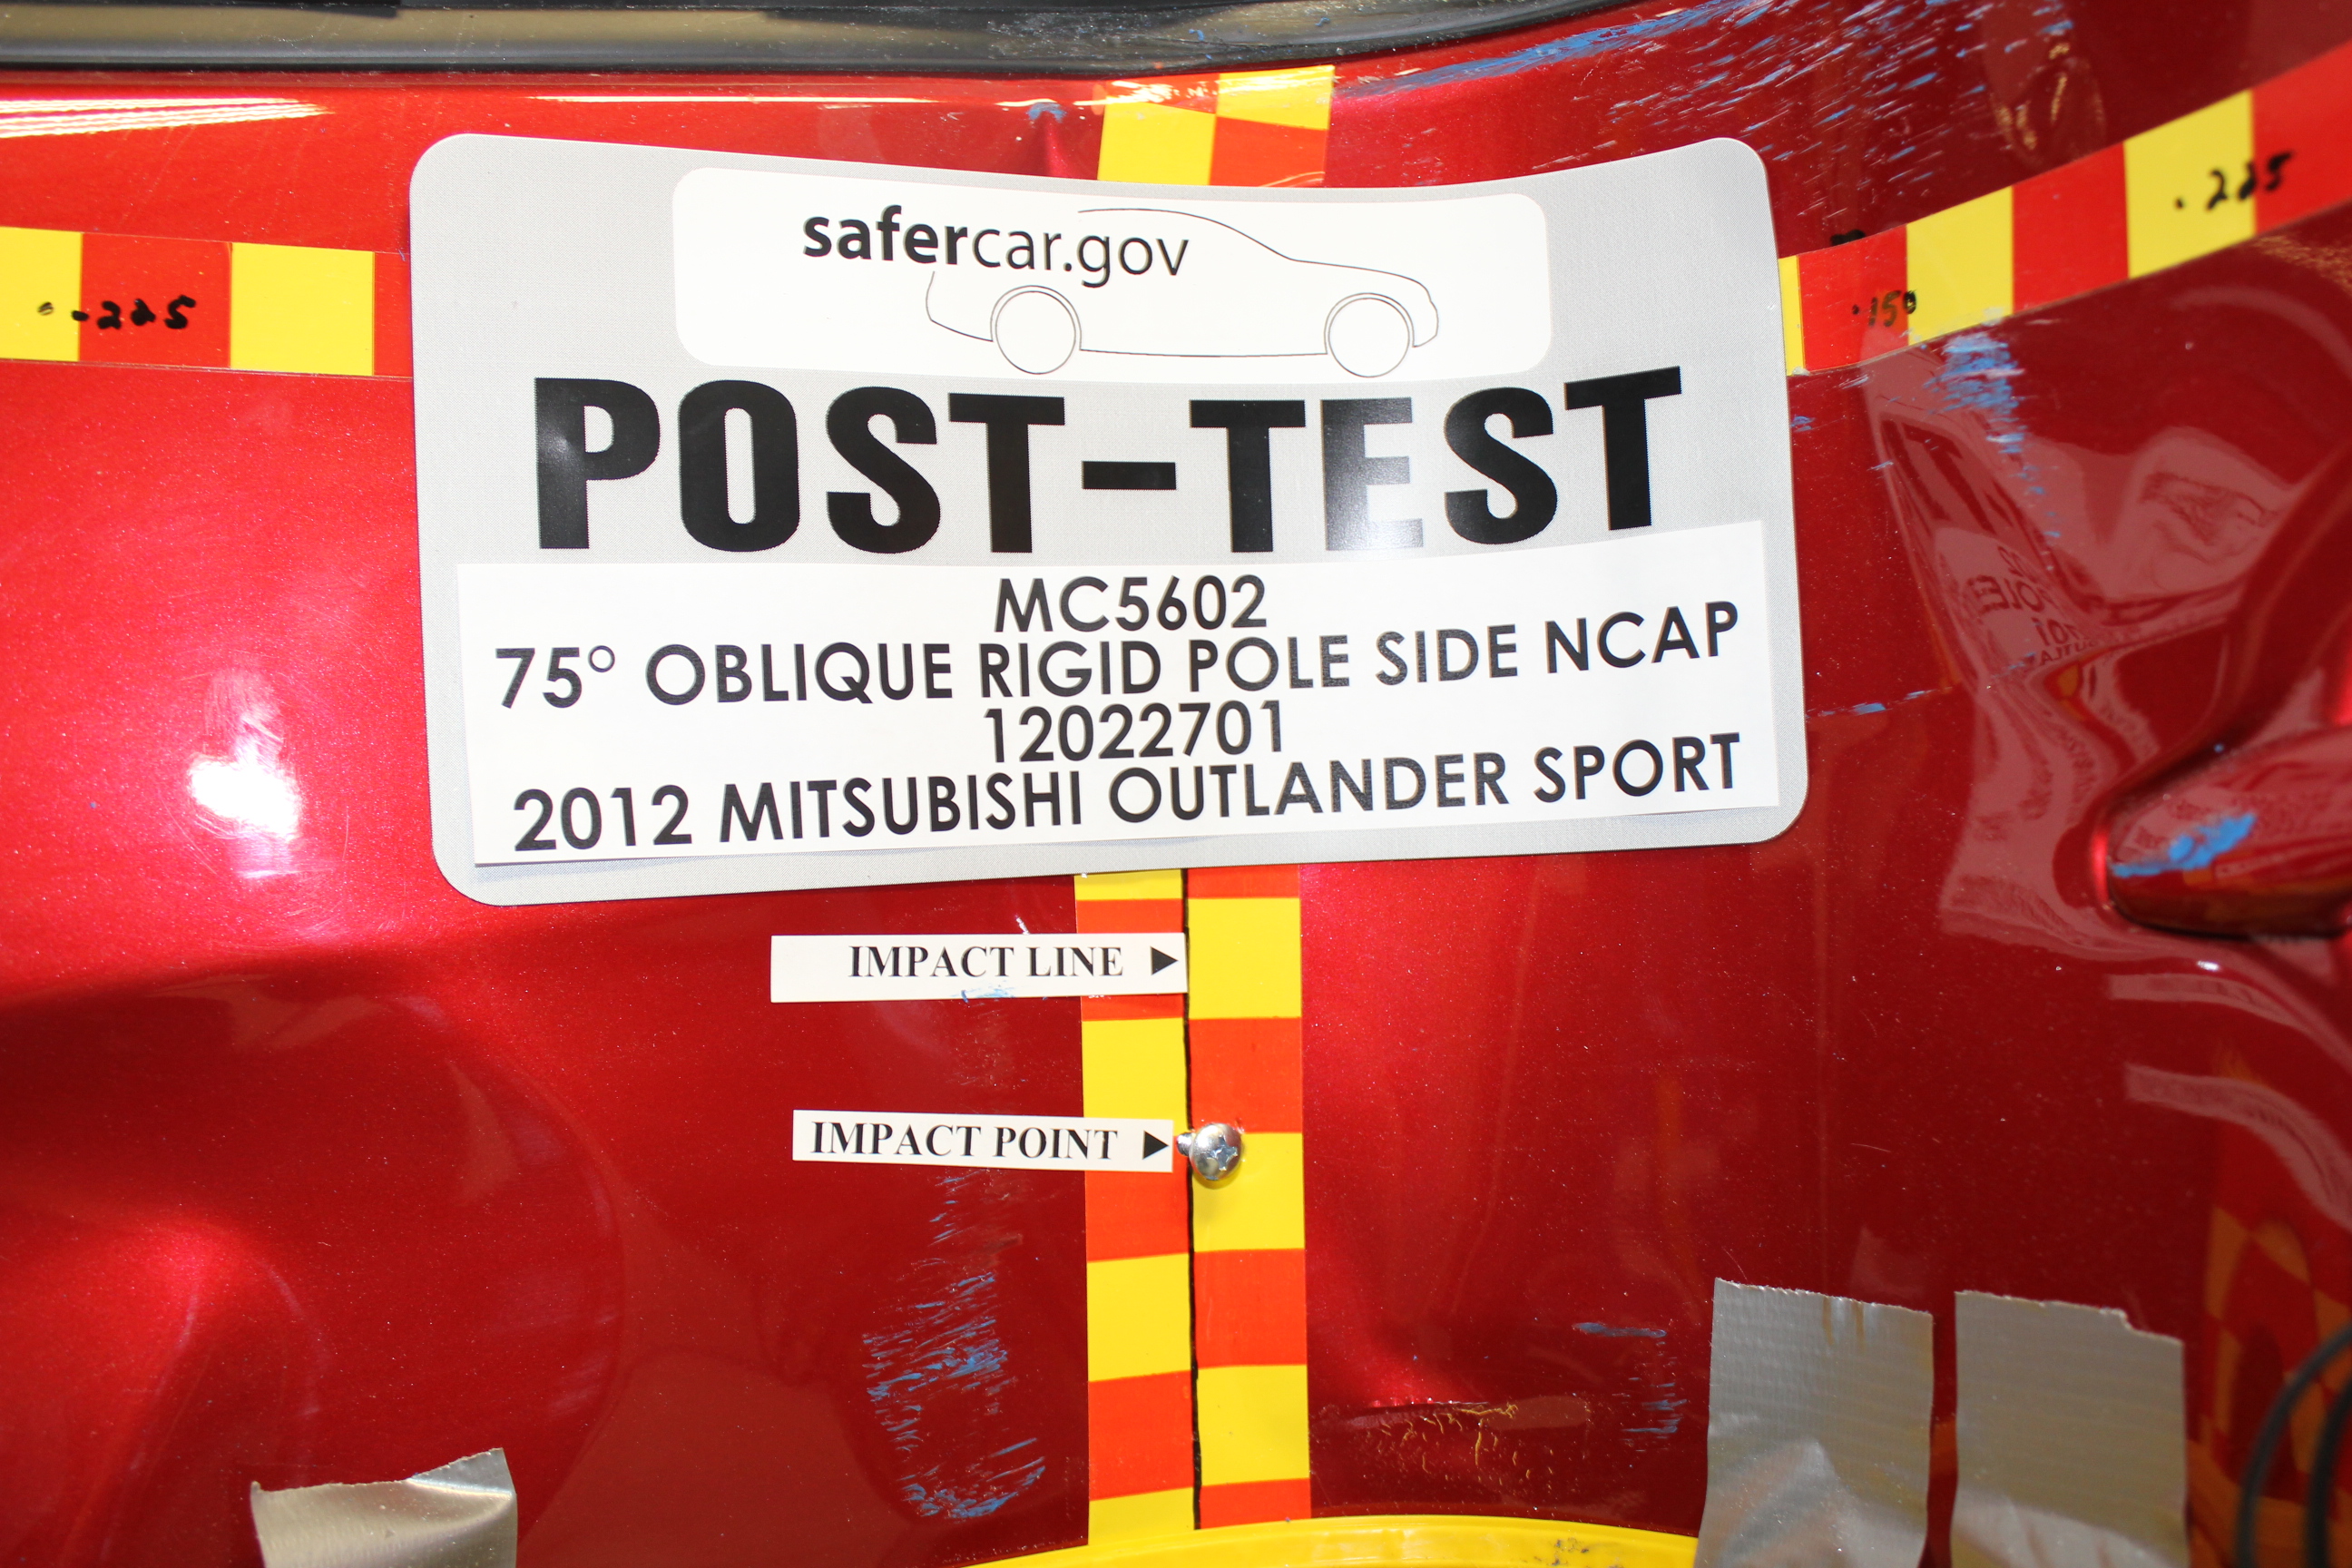 safercar.gov
POST-TEST
MC5602
75° OBLIQUE RIGID POLE SIDE NCAP
12022701
2012 MITSUBISHI OUTLANDER SPORT
IMPACT LINE ►
IMPACT POINT ►
-225
.150
.225